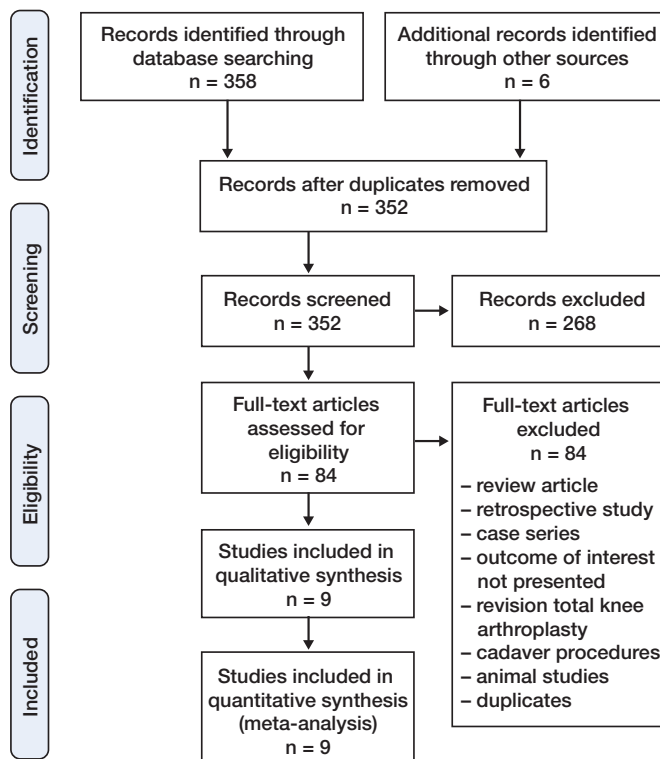 Identification
Records identified through
database searching
n = 358
Additional records identified
through other sources
n = 6
Records after duplicates removed
n = 352
Screening
Records screened
n = 352
Records excluded
n = 268
Eligibility
Full-text articles
assessed for
eligibility
n = 84
Full-text articles
excluded
n = 84
– review article
– retrospective study
– case series
– outcome of interest
not presented
– revision total knee
arthroplasty
– cadaver procedures
– animal studies
– duplicates
Studies included in
qualitative synthesis
n = 9
Included
Studies included in
quantitative synthesis
(meta-analysis)
n = 9